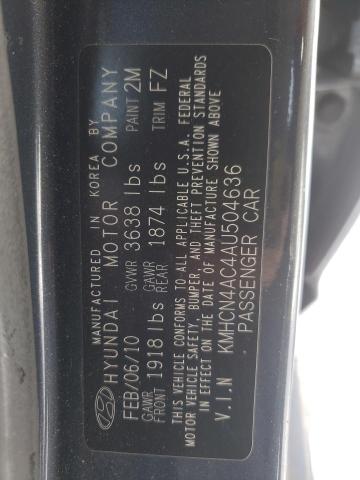 MANUFACTURED IN KOREA BY
HYUNDAI MOTOR COMPANY
FEB/06/10 GVWR 3638 lbs PAINT 2M
GAWR FRONT 1918 lbs GAWR REAR 1874 lbs TRIM FZ
THIS VEHICLE CONFORMS TO ALL APPLICABLE U.S.A. FEDERAL
MOTOR VEHICLE SAFETY, BUMPER, AND THEFT PREVENTION STANDARDS
IN EFFECT ON THE DATE OF MANUFACTURE SHOWN ABOVE
V.I.N KMHCN4AC4AU504636
PASSENGER CAR